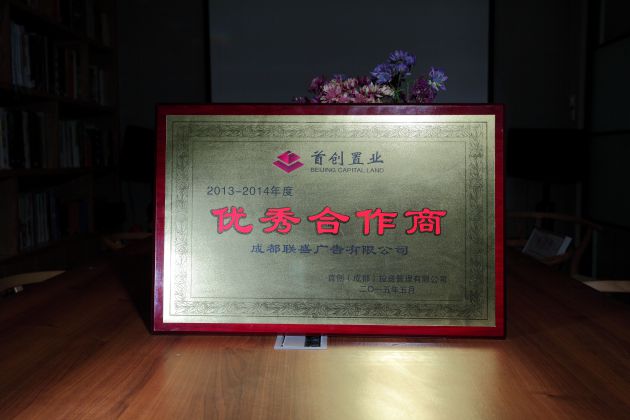 首创置业
BEIJING CAPITAL LAND
2013-2014年度
优秀合作商
成都联盛广告有限公司
首创（成都）投资管理有限公司
二〇一五年五月